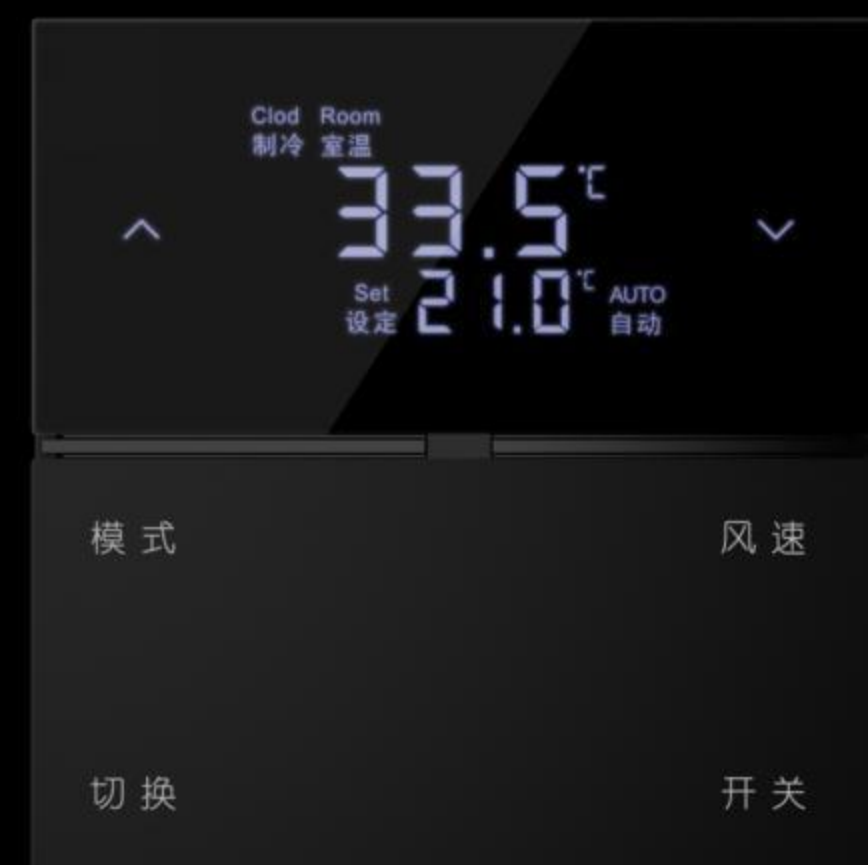 Clod Room
制冷 室温
33.5℃
Set 21.0℃ AUTO
设定 自动
模式 风速
切换 开关